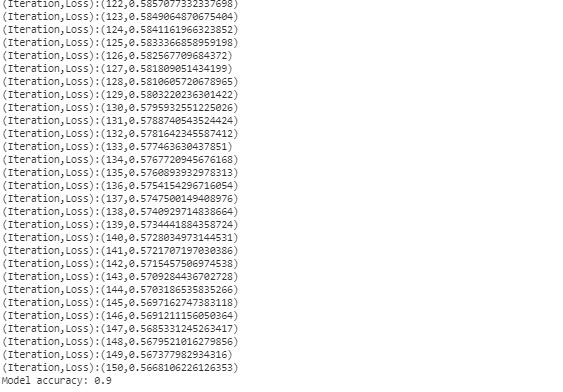 (Iteration,Loss):(122,0.5857077332337698)
(Iteration,Loss):(123,0.5849064870675404)
(Iteration,Loss):(124,0.5841161966323852)
(Iteration,Loss):(125,0.5833366858959198)
(Iteration,Loss):(126,0.582567709684372)
(Iteration,Loss):(127,0.581809051434199)
(Iteration,Loss):(128,0.5810605720678965)
(Iteration,Loss):(129,0.5803220236301422)
(Iteration,Loss):(130,0.5795932551225026)
(Iteration,Loss):(131,0.5788740543524424)
(Iteration,Loss):(132,0.5781642345587412)
(Iteration,Loss):(133,0.577463630437851)
(Iteration,Loss):(134,0.5767720945676168)
(Iteration,Loss):(135,0.5760893932978313)
(Iteration,Loss):(136,0.5754154296716054)
(Iteration,Loss):(137,0.5747500149408976)
(Iteration,Loss):(138,0.5740929714838664)
(Iteration,Loss):(139,0.5734441884358724)
(Iteration,Loss):(140,0.5728034973144531)
(Iteration,Loss):(141,0.5721707197030386)
(Iteration,Loss):(142,0.5715457506974538)
(Iteration,Loss):(143,0.5709284436702728)
(Iteration,Loss):(144,0.5703186535835266)
(Iteration,Loss):(145,0.5697162747383118)
(Iteration,Loss):(146,0.5691211156050364)
(Iteration,Loss):(147,0.5685331245263417)
(Iteration,Loss):(148,0.5679521016279856)
(Iteration,Loss):(149,0.567377982934316)
(Iteration,Loss):(150,0.5668106226126353)
Model accuracy: 0.9